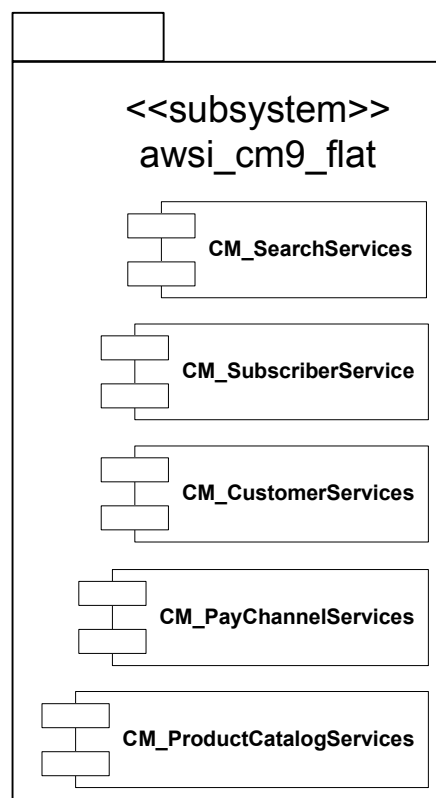 <<subsystem>>
awsi_cm9_flat
CM_SearchServices
CM_SubscriberService
CM_CustomerServices
CM_PayChannelServices
CM_ProductCatalogServices